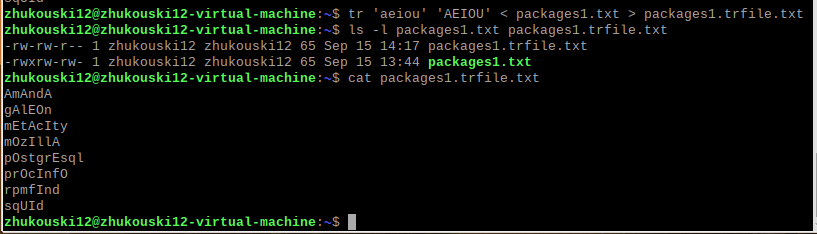 zhukouski12@zhukouski12-virtual-machine:~$ tr 'aeiou' 'AEIOU' < packages1.txt > packages1.trfile.txt
zhukouski12@zhukouski12-virtual-machine:~$ ls -l packages1.txt packages1.trfile.txt
-rw-rw-r-- 1 zhukouski12 zhukouski12 65 Sep 15 14:17 packages1.trfile.txt
-rwxrw-rw- 1 zhukouski12 zhukouski12 65 Sep 15 13:44 packages1.txt
zhukouski12@zhukouski12-virtual-machine:~$ cat packages1.trfile.txt
AmAndA
gAlEOn
mEtAcIty
mOzIllA
pOstgrEsql
prOcInfO
rpmfInd
sqUId
zhukouski12@zhukouski12-virtual-machine:~$